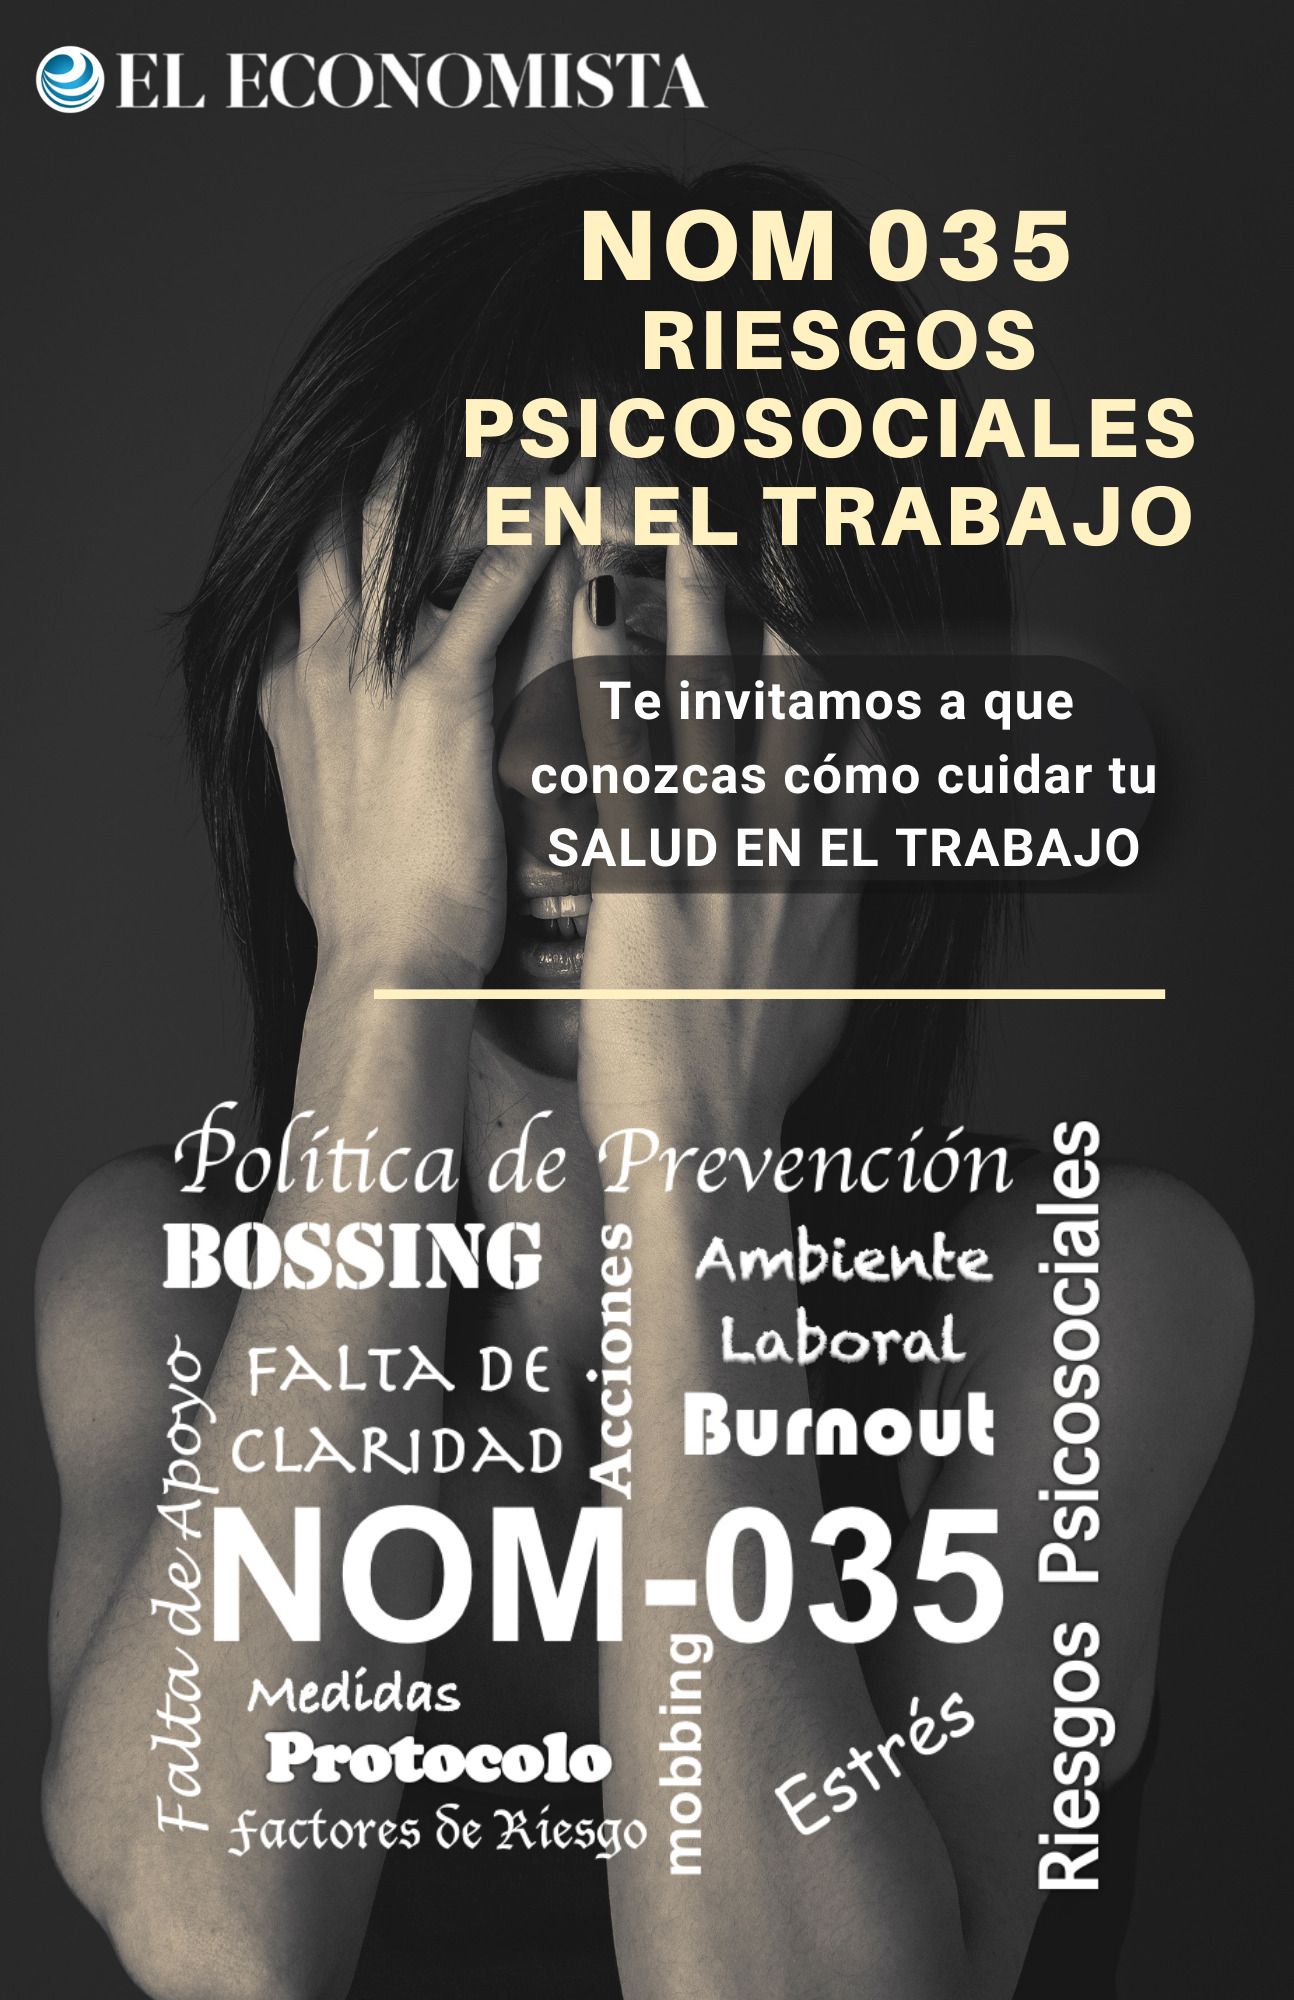 EL ECONOMISTA
NOM 035
RIESGOS
PSICOSOCIALES
EN EL TRABAJO
Te invitamos a que
conozcas cómo cuidar tu
SALUD EN EL TRABAJO
Política de Prevención
BOSSING
Acciones
Ambiente
Laboral
FALTA DE
CLARIDAD
Burnout
Falta de Apoyo
NOM-035
Riesgos Psicosociales
Medidas
Protocolo
Factores de Riesgo
mobbing
Estrés